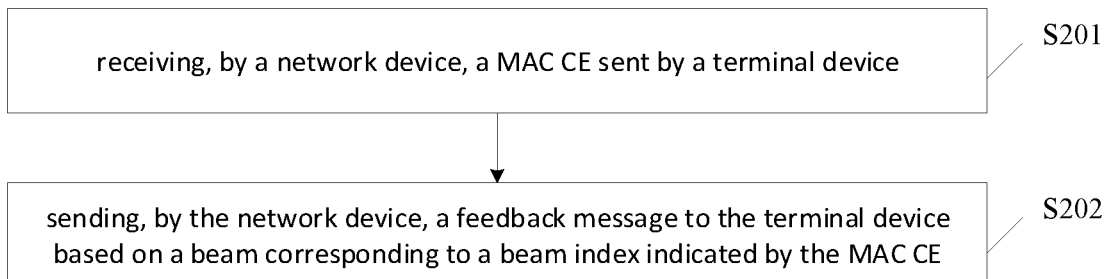 receiving, by a network device, a MAC CE sent by a terminal device
S201
sending, by the network device, a feedback message to the terminal device
based on a beam corresponding to a beam index indicated by the MAC CE
S202